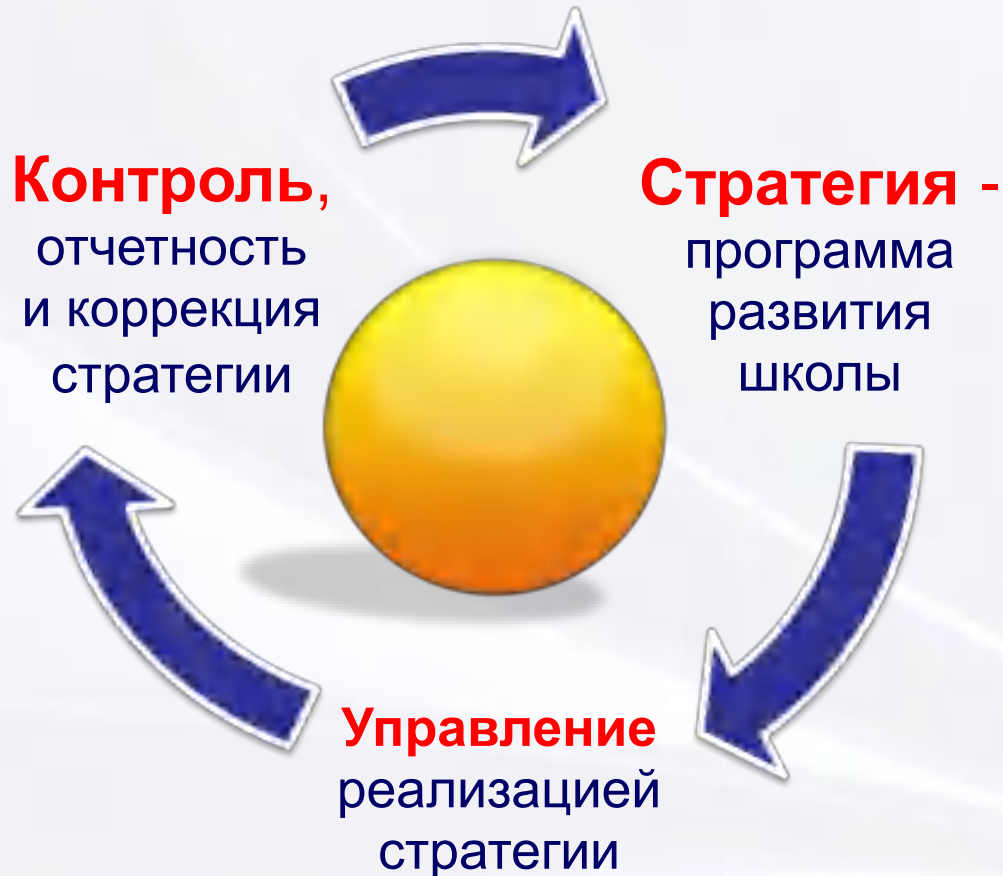 Контроль,
отчетность
и коррекция
стратегии
Стратегия -
программа
развития
школы
Управление
реализацией
стратегии